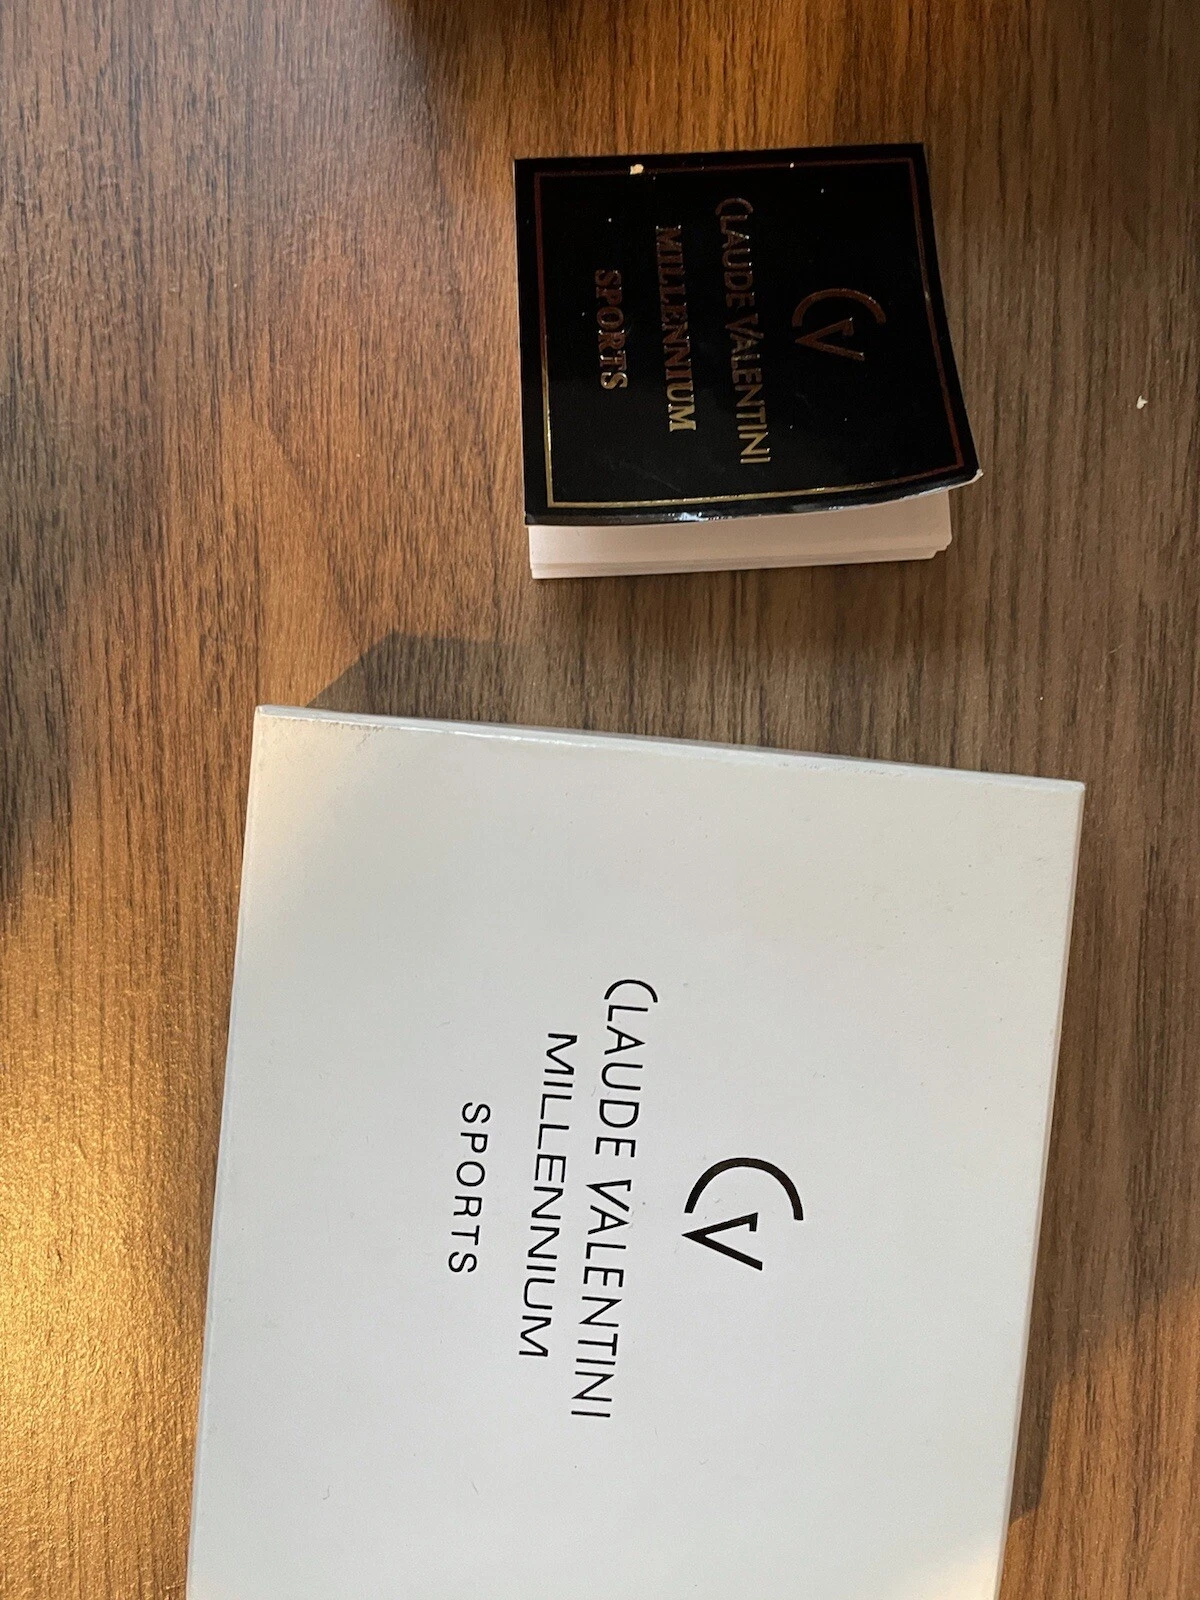 CV
CLAUDE VALENTINI
MILLENNIUM
SPORTS
CV
CLAUDE VALENTINI
MILLENNIUM
SPORTS